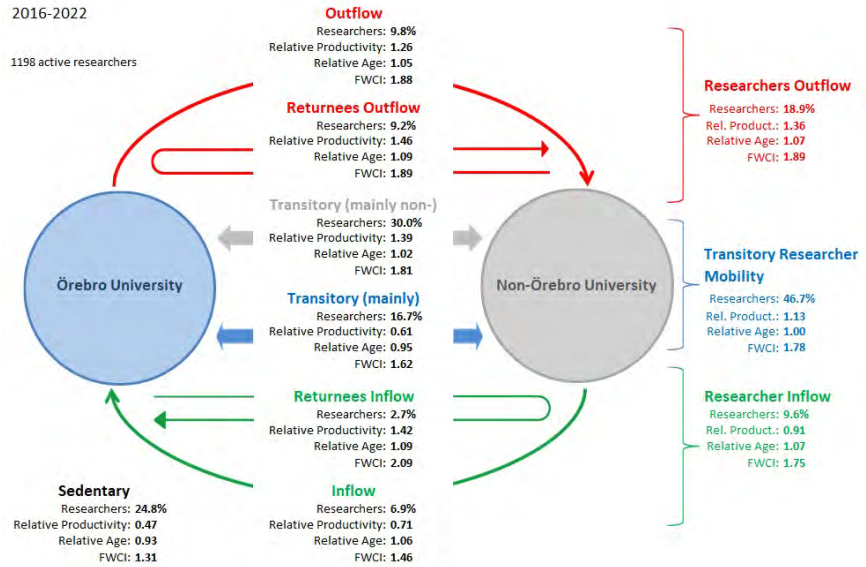 2016-2022
1198 active researchers
Outflow
Researchers: 9.8%
Relative Productivity: 1.26
Relative Age: 1.05
FWCI: 1.88
Returnees Outflow
Researchers: 9.2%
Relative Productivity: 1.46
Relative Age: 1.09
FWCI: 1.89
Researchers Outflow
Researchers: 18.9%
Rel. Product.: 1.36
Relative Age: 1.07
FWCI: 1.89
Örebro University
Transitory (mainly non-)
Researchers: 30.0%
Relative Productivity: 1.39
Relative Age: 1.02
FWCI: 1.81
Transitory (mainly)
Researchers: 16.7%
Relative Productivity: 0.61
Relative Age: 0.95
FWCI: 1.62
Non-Örebro University
Transitory Researcher
Mobility
Researchers: 46.7%
Rel. Product.: 1.13
Relative Age: 1.00
FWCI: 1.78
Returnees Inflow
Researchers: 2.7%
Relative Productivity: 1.42
Relative Age: 1.09
FWCI: 2.09
Researcher Inflow
Researchers: 9.6%
Rel. Product.: 0.91
Relative Age: 1.07
FWCI: 1.75
Sedentary
Researchers: 24.8%
Relative Productivity: 0.47
Relative Age: 0.93
FWCI: 1.31
Inflow
Researchers: 6.9%
Relative Productivity: 0.71
Relative Age: 1.06
FWCI: 1.46